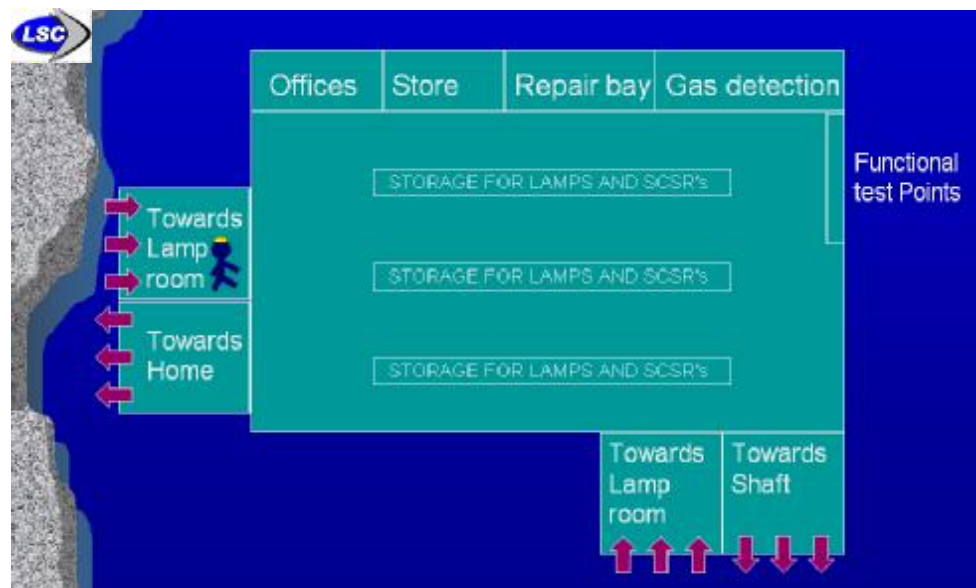 LSC
Offices
Store
Repair bay
Gas detection
Functional
test Points
STORAGE FOR LAMPS AND SCSR's
Towards
Lamp
room
STORAGE FOR LAMPS AND SCSR's
Towards
Home
STORAGE FOR LAMPS AND SCSR's
Towards
Lamp
room
Towards
Shaft